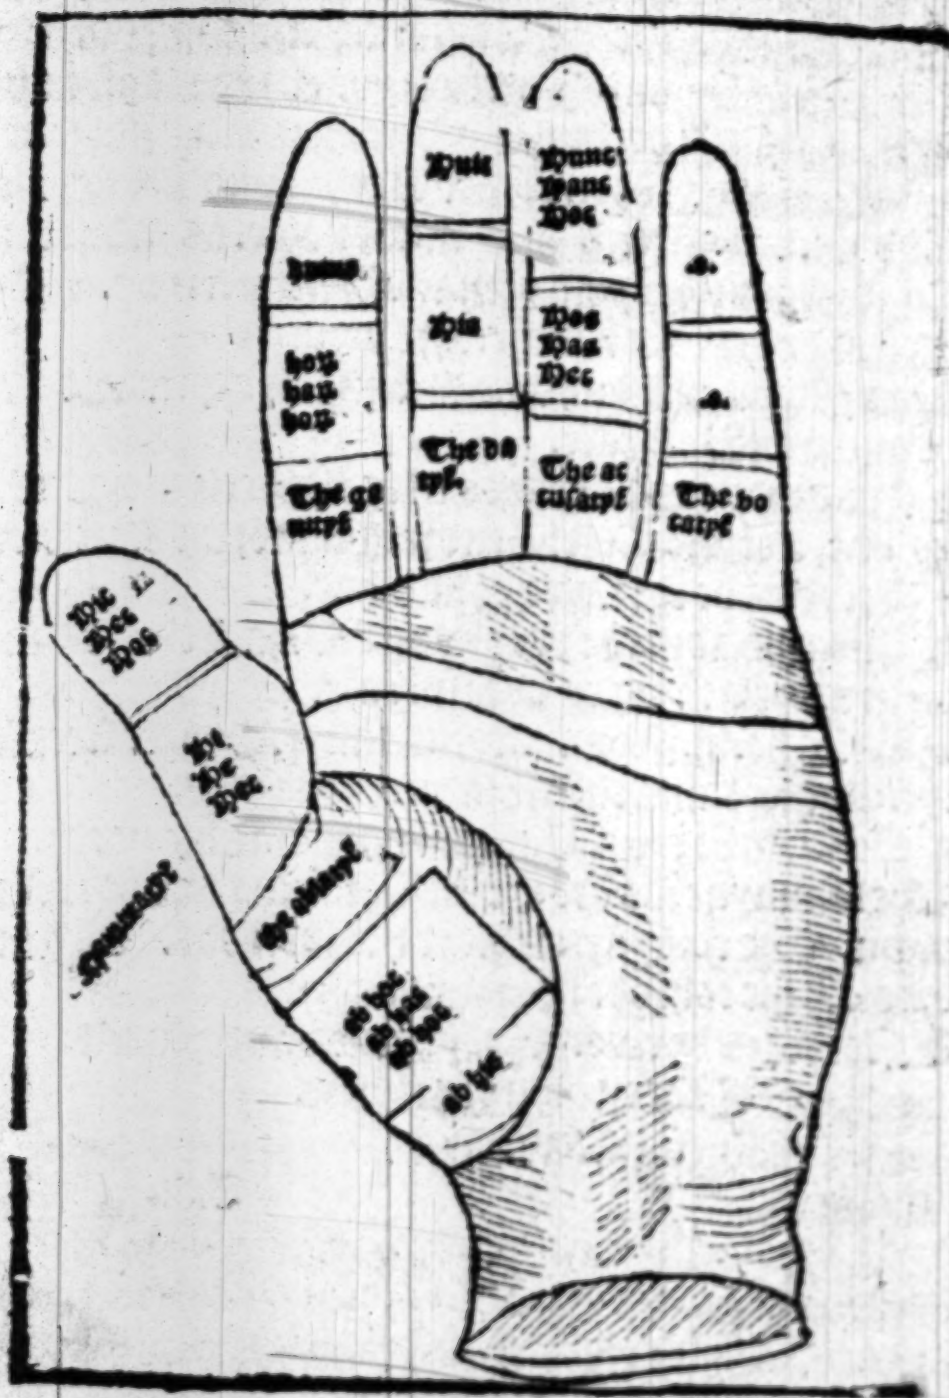 Hic
Hec
Hoc
Hi
He
Hec
The ablatyf
ab hoc
ab hac
ab hoc
ab his
huius
horͫ
harͫ
horͫ
The ge
nityf
Huic
His
The da
tyf.
Hunc
Hanc
Hoc
Hos
Has
Hec
The ac
cusatyf
.o.
.o.
The vo
catyf